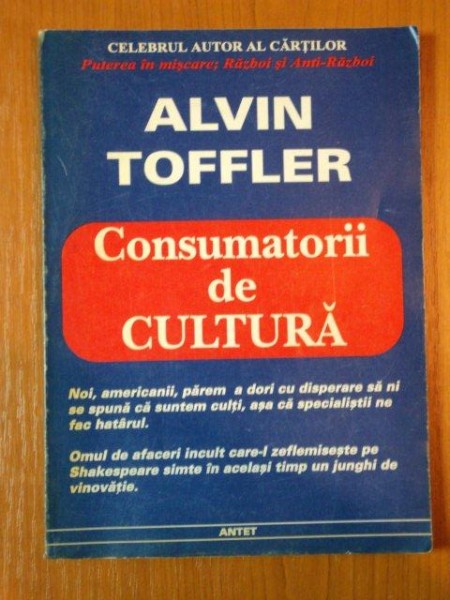 CELEBRUL AUTOR AL CĂRȚILOR
Puterea în mișcare; Război și Anti-Război
ALVIN
TOFFLER
Consumatorii
de
CULTURĂ
Noi, americanii, părem a dori cu disperare să ni
se spună că suntem culți, așa că specialiștii ne
fac hatârul.
Omul de afaceri incult care-l zeflemisește pe
Shakespeare simte în același timp un junghi de
vinovăție.
ANTET